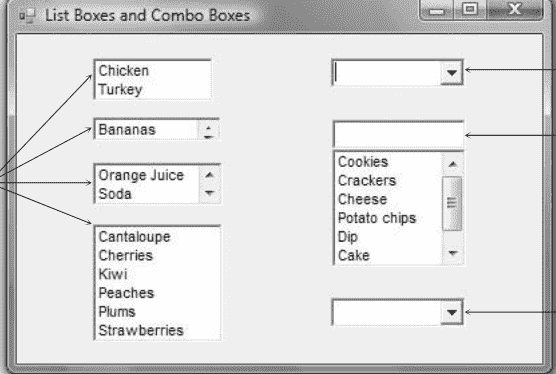 List Boxes and Combo Boxes
Chicken
Turkey
Bananas
Orange Juice
Soda
Cantaloupe
Cherries
Kiwi
Peaches
Plums
Strawberries
Cookies
Crackers
Cheese
Potato chips
Dip
Cake